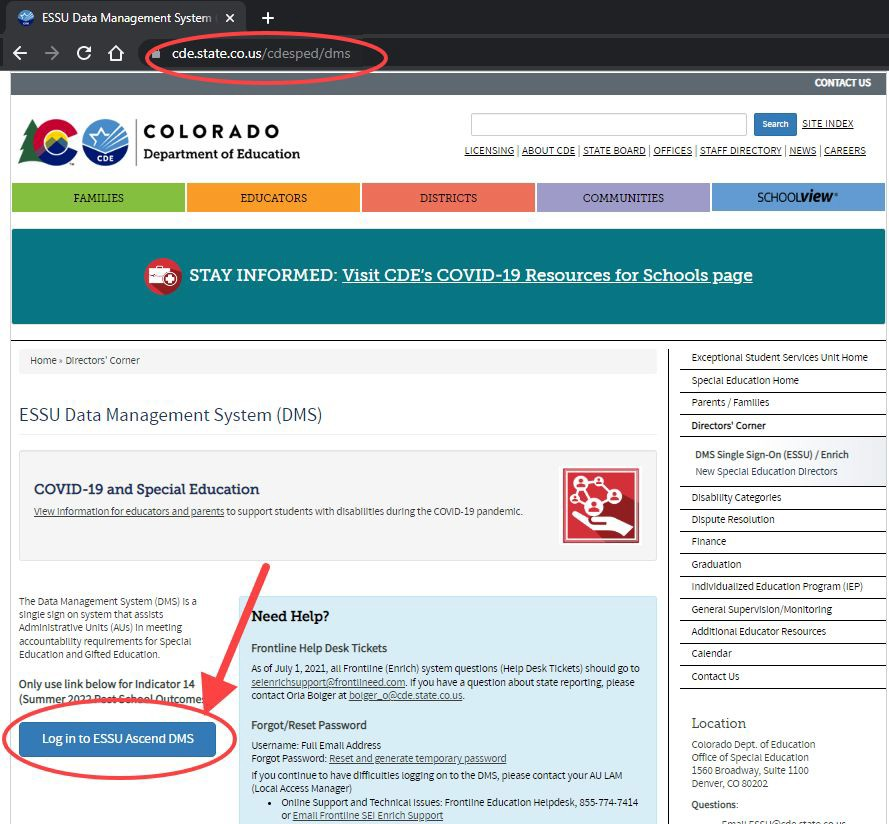 ESSU Data Management System
cde.state.co.us/cdesped/dms
CONTACT US
COLORADO
Department of Education
CDE
Search
SITE INDEX
LICENSING | ABOUT CDE | STATE BOARD | OFFICES | STAFF DIRECTORY | NEWS | CAREERS
FAMILIES
EDUCATORS
DISTRICTS
COMMUNITIES
SCHOOLVIEW®
STAY INFORMED: Visit CDE's COVID-19 Resources for Schools page
Home » Directors' Corner
ESSU Data Management System (DMS)
COVID-19 and Special Education
View information for educators and parents to support students with disabilities during the COVID-19 pandemic.
The Data Management System (DMS) is a
single sign on system that assists
Administrative Units (AUs) in meeting
accountability requirements for Special
Education and Gifted Education.
Only use link below for Indicator 14
(Summer 2022 Post School Outcomes
Log in to ESSU Ascend DMS
Need Help?
Frontline Help Desk Tickets
As of July 1, 2021, all Frontline (Enrich) system questions (Help Desk Tickets) should go to
seienrichsupport@frontlineed.com. If you have a question about state reporting, please
contact Orla Bolger at bolger_o@cde.state.co.us.
Forgot/Reset Password
Username: Full Email Address
Forgot Password: Reset and generate temporary password
If you continue to have difficulties logging on to the DMS, please contact your AU LAM
(Local Access Manager)
• Online Support and Technical Issues: Frontline Education Helpdesk, 855-774-7414
or Email Frontline SEI Enrich Support
Exceptional Student Services Unit Home
Special Education Home
Parents / Families
Directors' Corner
DMS Single Sign-On (ESSU) / Enrich
New Special Education Directors
Disability Categories
Dispute Resolution
Finance
Graduation
Individualized Education Program (IEP)
General Supervision/Monitoring
Additional Educator Resources
Calendar
Contact Us
Location
Colorado Dept. of Education
Office of Special Education
1560 Broadway, Suite 1100
Denver, CO 80202
Questions:
Email ESSU@cde.state.co.us